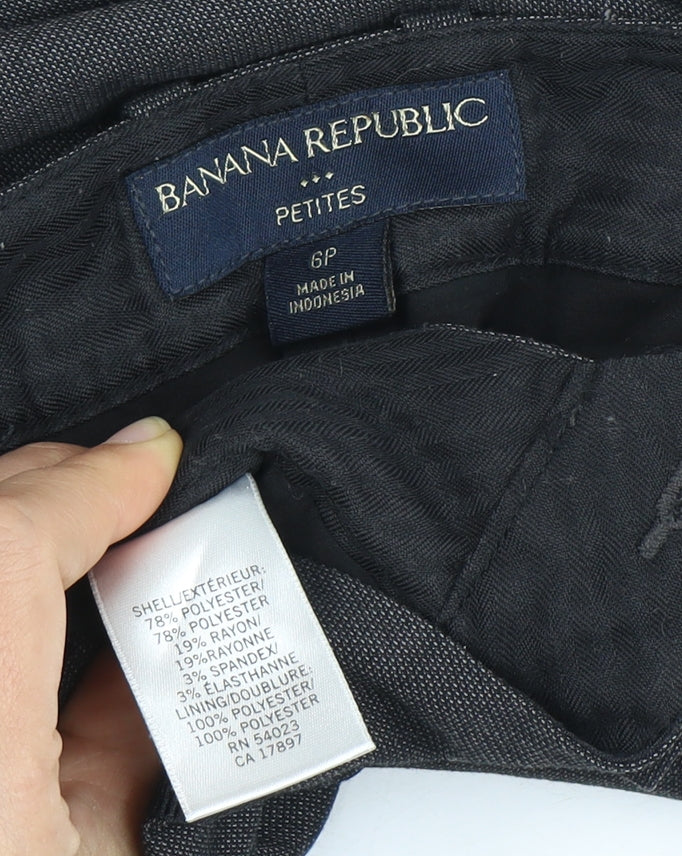 BANANA REPUBLIC
PETITES
6P
MADE IN
INDONESIA
SHELL/EXTÉRIEUR:
78% POLYESTER/
78% POLYESTER
19% RAYON/
19%RAYONNE
3% SPANDEX/
3% ÉLASTHANNE
LINING/DOUBLURE:
100% POLYESTER/
100% POLYESTER
RN 54023
CA 17897